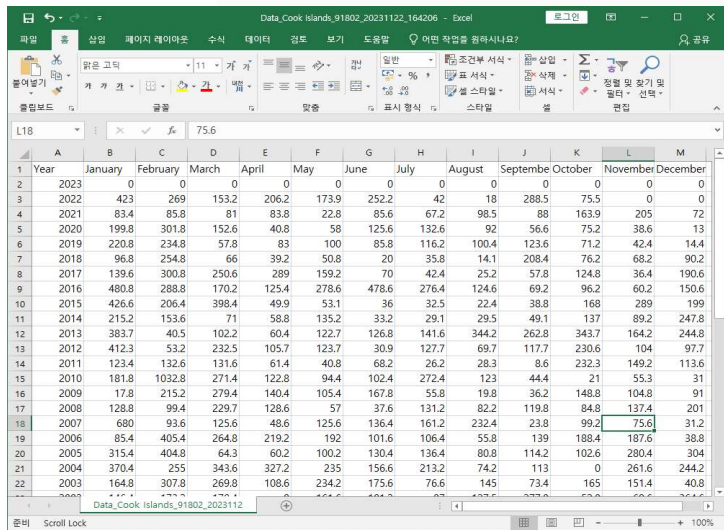 Data_Cook Islands_91802_20231122_164206 - Excel 로그인
파일 홈 삽입 페이지 레이아웃 수식 데이터 검토 보기 도움말 어떤 작업을 원하시나요? 공유
붙여넣기 맑은 고딕 11 가 가 일반 조건부 서식 삽입
가 가 가 % 표 서식 삭제 정렬 및 찾기 및
셀 스타일 서식 필터 선택
클립보드 글꼴 맞춤 표시 형식 스타일 셀 편집
L18 fx 75.6
A B C D E F G H I J K L M
1 Year January February March April May June July August Septembe October November December
2 2023 0 0 0 0 0 0 0 0 0 0 0 0
3 2022 423 269 153.2 206.2 173.9 252.2 42 18 288.5 75.5 0 0
4 2021 83.4 85.8 81 83.8 22.8 85.6 67.2 98.5 88 163.9 205 72
5 2020 199.8 301.8 152.6 40.8 58 125.6 132.6 92 56.6 75.2 38.6 13
6 2019 220.8 234.8 57.8 83 100 85.8 116.2 100.4 123.6 71.2 42.4 14.4
7 2018 96.8 254.8 66 39.2 50.8 20 35.8 14.1 208.4 76.2 68.2 90.2
8 2017 139.6 300.8 250.6 289 159.2 70 42.4 25.2 57.8 124.8 36.4 190.6
9 2016 480.8 288.8 170.2 125.4 278.6 478.6 276.4 124.6 69.2 96.2 60.2 150.6
10 2015 426.6 206.4 398.4 49.9 53.1 36 32.5 22.4 38.8 168 289 199
11 2014 215.2 153.6 71 58.8 135.2 33.2 29.1 29.5 49.1 137 89.2 247.8
12 2013 383.7 40.5 102.2 60.4 122.7 126.8 141.6 344.2 262.8 343.7 164.2 244.8
13 2012 412.3 53.2 232.5 105.7 123.7 30.9 127.7 69.7 117.7 230.6 104 97.7
14 2011 123.4 132.6 131.6 61.4 40.8 68.2 26.2 28.3 8.6 232.3 149.2 113.6
15 2010 181.8 1032.8 271.4 122.8 94.4 102.4 272.4 123 44.4 21 55.3 31
16 2009 17.8 215.2 279.4 140.4 105.4 167.8 55.8 19.8 36.2 148.8 104.8 91
17 2008 128.8 99.4 229.7 128.6 57 37.6 131.2 82.2 119.8 84.8 137.4 201
18 2007 680 93.6 125.6 48.6 125.6 136.4 161.2 232.4 23.8 99.2 75.6 31.2
19 2006 85.4 405.4 264.8 219.2 192 101.6 106.4 55.8 139 188.4 187.6 38.8
20 2005 315.4 404.8 64.3 60.2 100.2 130.4 136.4 80.8 114.2 102.6 280.4 304
21 2004 370.4 255 343.6 327.2 235 156.6 213.2 74.2 113 0 261.6 244.2
22 2003 164.8 307.8 269.8 108.6 234.2 175.6 76.6 145 73.4 165 151.4 40.8
Data_Cook Islands_91802_2023112
준비 Scroll Lock 100%